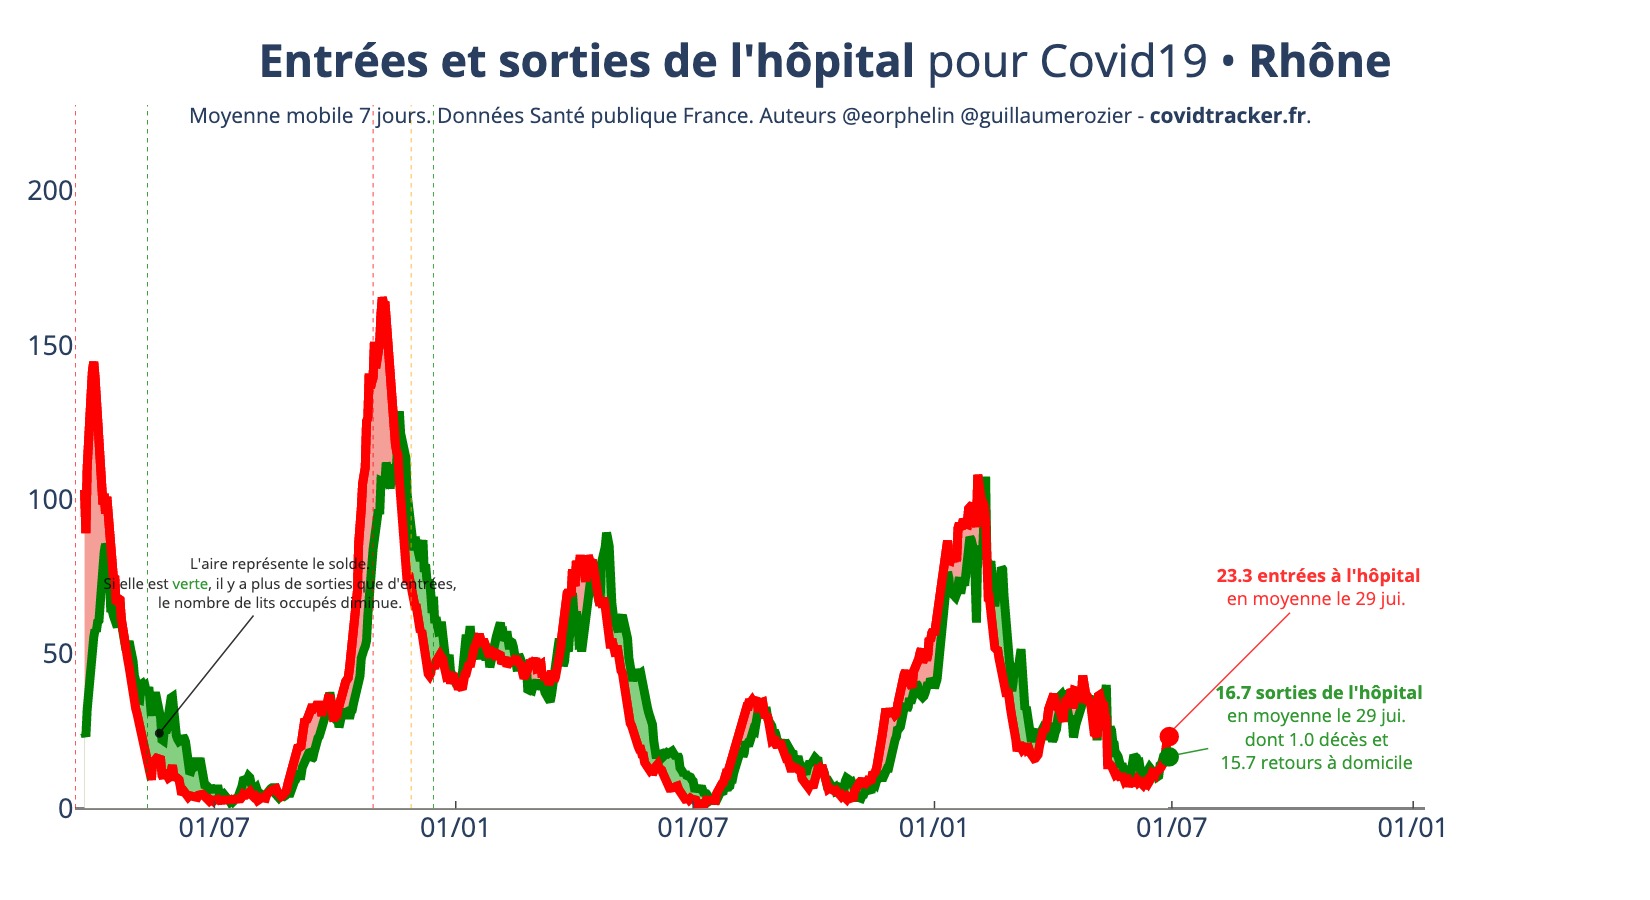 Entrées et sorties de l'hôpital pour Covid19 • Rhône
Moyenne mobile 7 jours. Données Santé publique France. Auteurs @eorphelin @guillaumerozier - covidtracker.fr.
200
150
100
50
0
L'aire représente le solde.
Si elle est verte, il y a plus de sorties que d'entrées,
le nombre de lits occupés diminue.
23.3 entrées à l'hôpital
en moyenne le 29 jui.
16.7 sorties de l'hôpital
en moyenne le 29 jui.
dont 1.0 décès et
15.7 retours à domicile
01/07 01/01 01/07 01/01 01/07 01/01